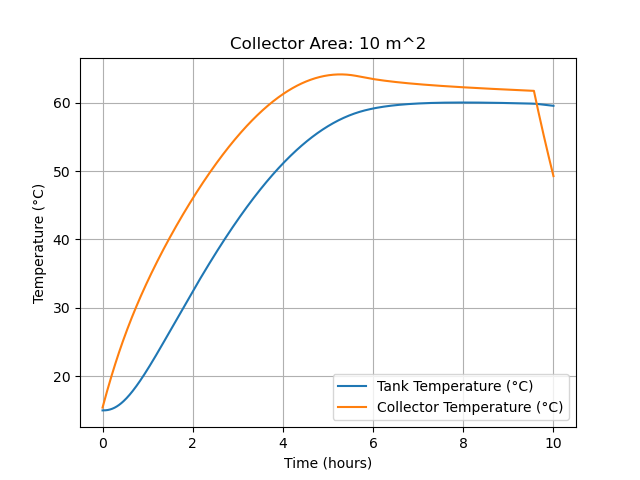 Collector Area: 10 m^2
Temperature (°C)
60
50
40
30
20
0 2 4 6 8 10
Time (hours)
Tank Temperature (°C)
Collector Temperature (°C)